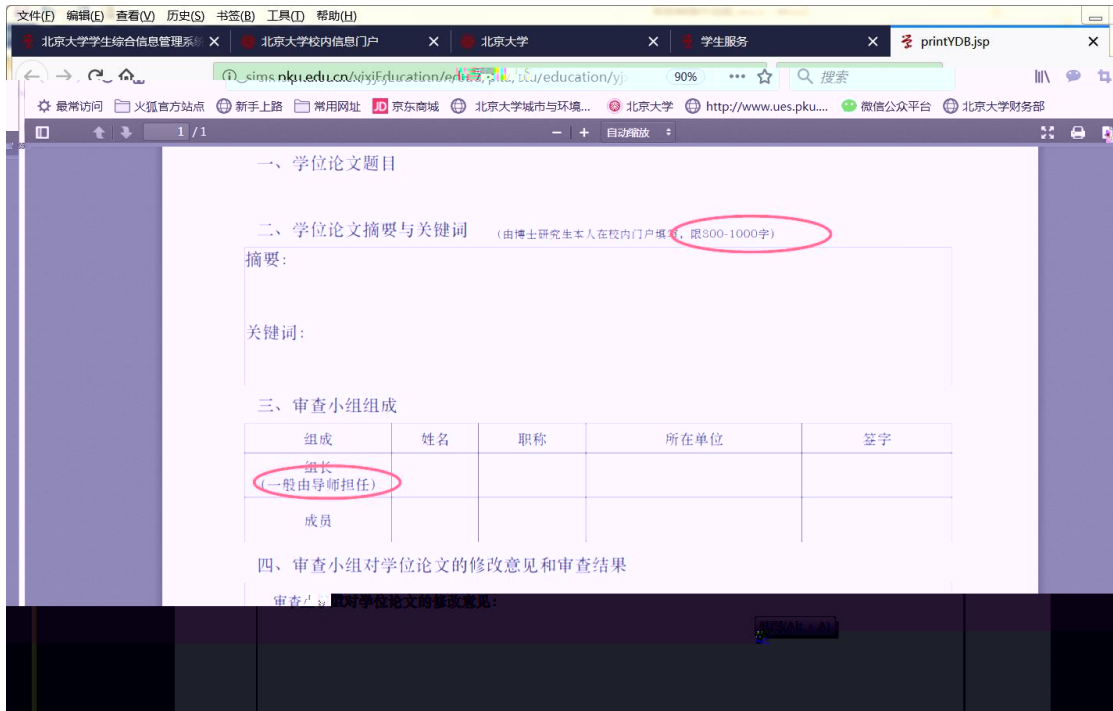 文件(F) 编辑(E) 查看(V) 历史(S) 书签(B) 工具(T) 帮助(H)
北京大学学生综合信息管理系统 北京大学校内信息门户 北京大学 学生服务 printYDB.jsp
sims.pku.edu.cn/ 90% 搜索
最常访问 火狐官方站点 新手上路 常用网址 JD 京东商城 北京大学城市与环境... 北京大学 http://www.ues.pku.... 微信公众平台 北京大学财务部
1 / 1 自动缩放
一、学位论文题目
二、学位论文摘要与关键词 (由博士研究生本人在校内门户填写，限800-1000字)
摘要:
关键词:
三、审查小组组成
组成 姓名 职称 所在单位 签字
组长
(一般由导师担任)
成员
四、审查小组对学位论文的修改意见和审查结果
审查小组对学位论文的修改意见: